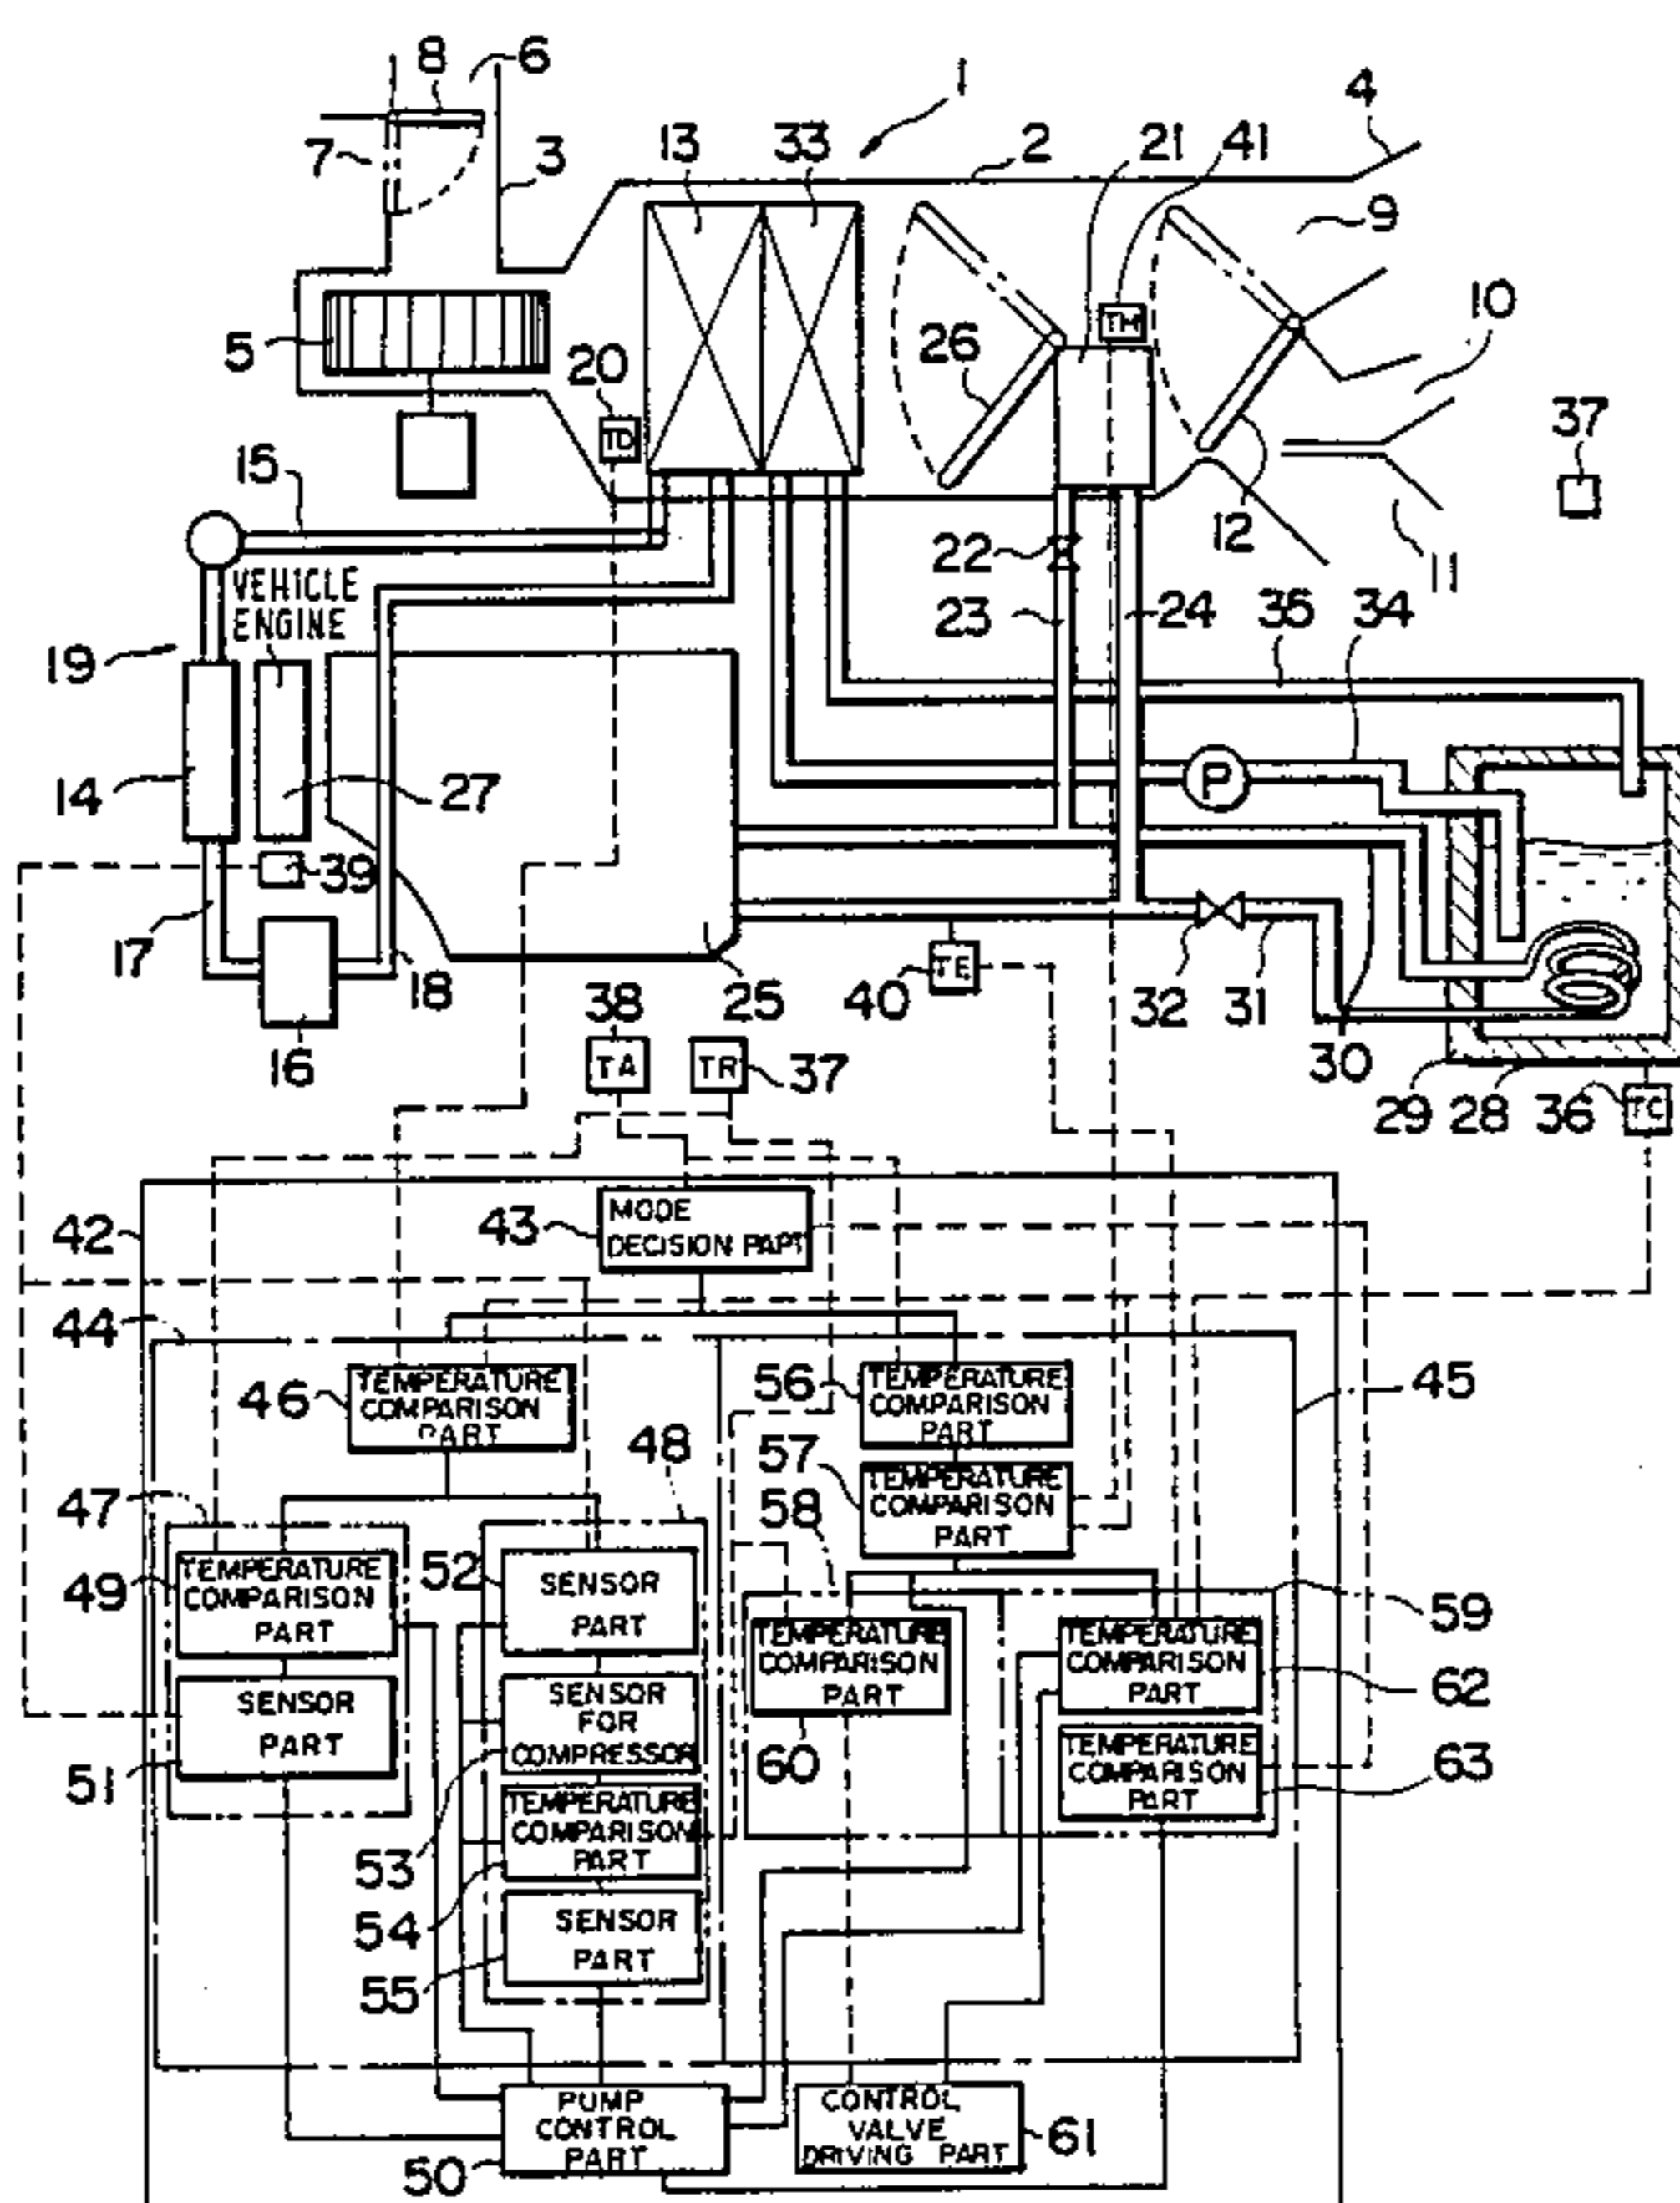 8 6 1 4
7 3 13 33 2 21 41
9
TH 10
5 20 26
TD 37
15
12
22 11
VEHICLE
ENGINE
23 24 35 34
19
P
14 27
39
17 TE
18 25 40 32 31
38
16 TA TR 37 30
29 28 36 TC
43 MODE
DECISION PAPT
42
44
46 TEMPERATURE
COMPARISON
PART
56 TEMPERATURE
COMPARISON
PART
45
48
57 TEMPERATURE
COMPARISON
PART
47
58
49 TEMPERATURE
COMPARISON
PART
52 SENSOR
PART
59
TEMPERATURE
COMPARISON
PART
60
TEMPERATURE
COMPARISON
PART
62
SENSOR
PART
51
SENSOR
FOR
COMPRESSOR
53
TEMPERATURE
COMPARISON
PART
63
TEMPERATURE
COMPARISON
PART
54
SENSOR
PART
55
PUMP
CONTROL
PART
50
CONTROL
VALVE
DRIVING PART
61